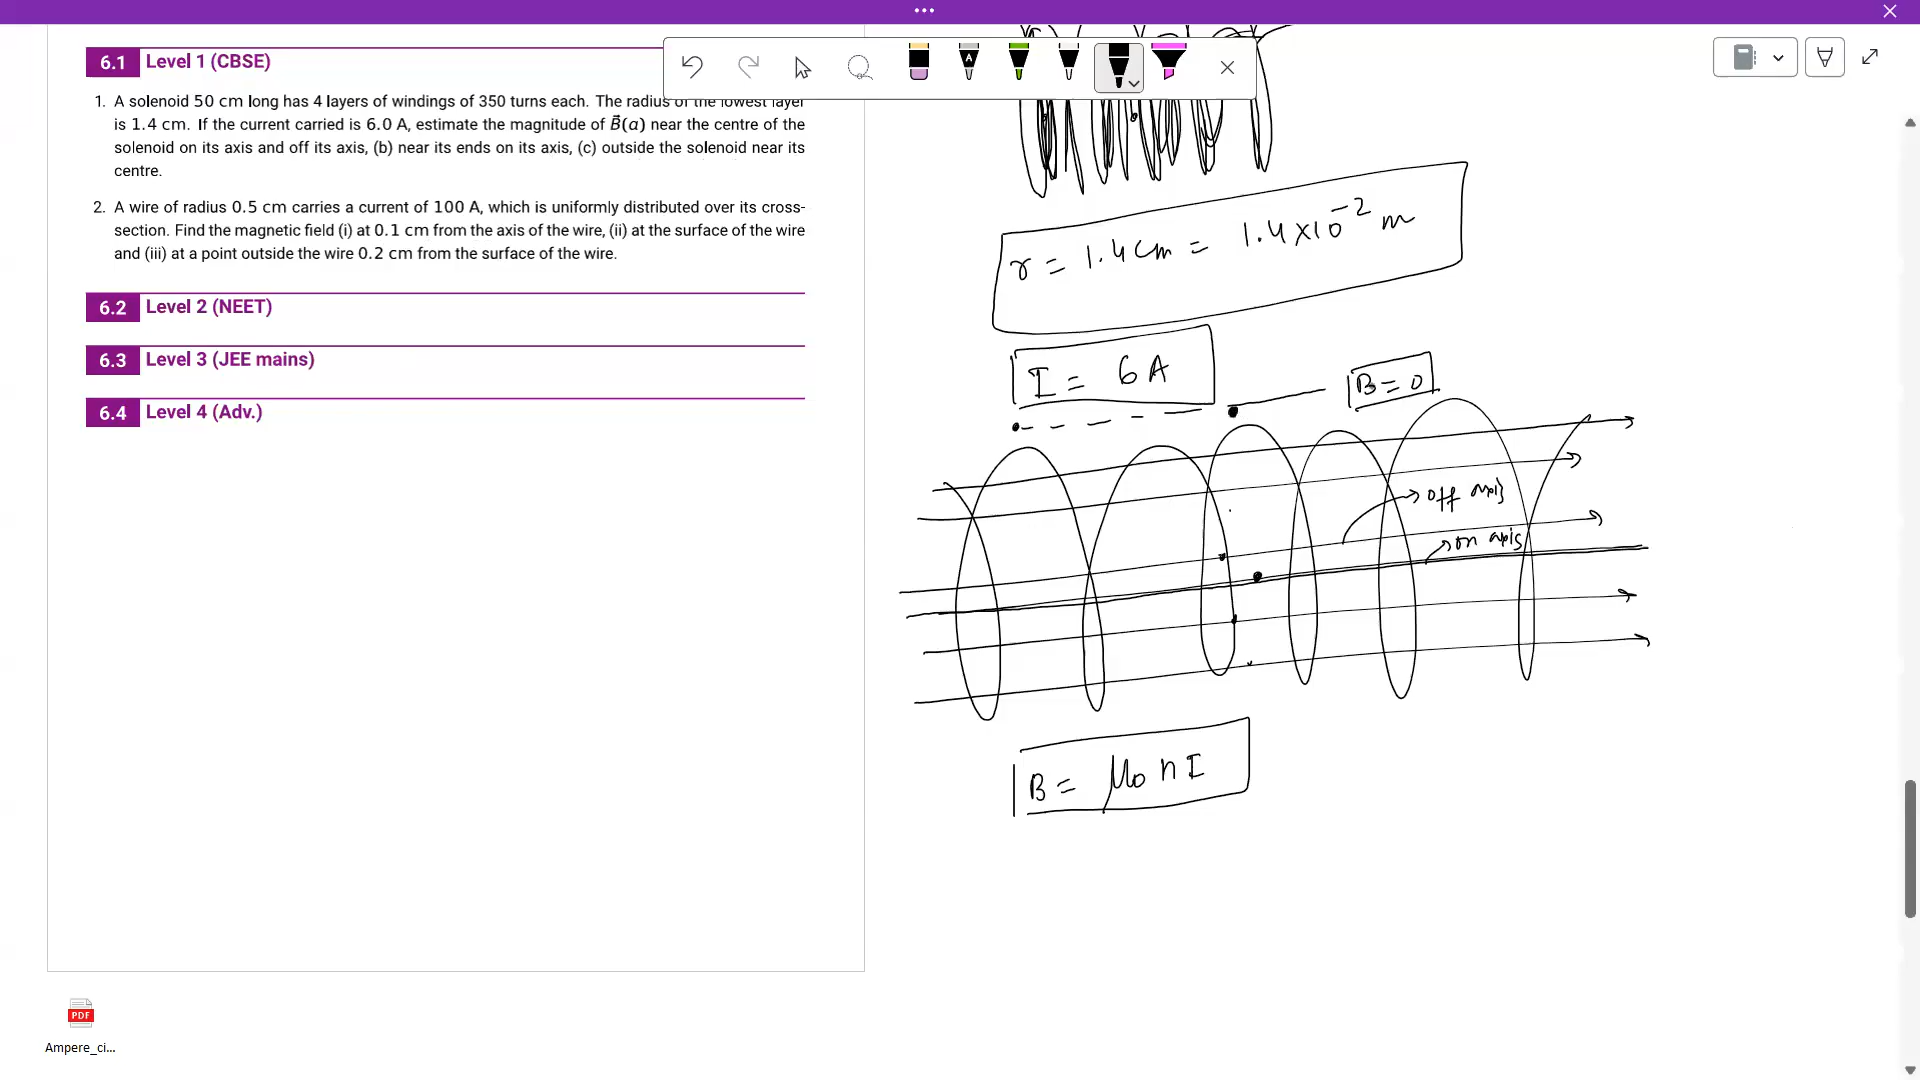 6.1 Level 1 (CBSE)
1. A solenoid 50 cm long has 4 layers of windings of 350 turns each. The radius of the lowest layer
is 1.4 cm. If the current carried is 6.0 A, estimate the magnitude of B⃗(a) near the centre of the
solenoid on its axis and off its axis, (b) near its ends on its axis, (c) outside the solenoid near its
centre.
2. A wire of radius 0.5 cm carries a current of 100 A, which is uniformly distributed over its cross-
section. Find the magnetic field (i) at 0.1 cm from the axis of the wire, (ii) at the surface of the wire
and (iii) at a point outside the wire 0.2 cm from the surface of the wire.
6.2 Level 2 (NEET)
6.3 Level 3 (JEE mains)
6.4 Level 4 (Adv.)
A
r = 1.4 cm = 1.4 × 10⁻² m
I = 6 A
B = 0
off axis
on axis
B = μ₀ n I
PDF
Ampere_ci...